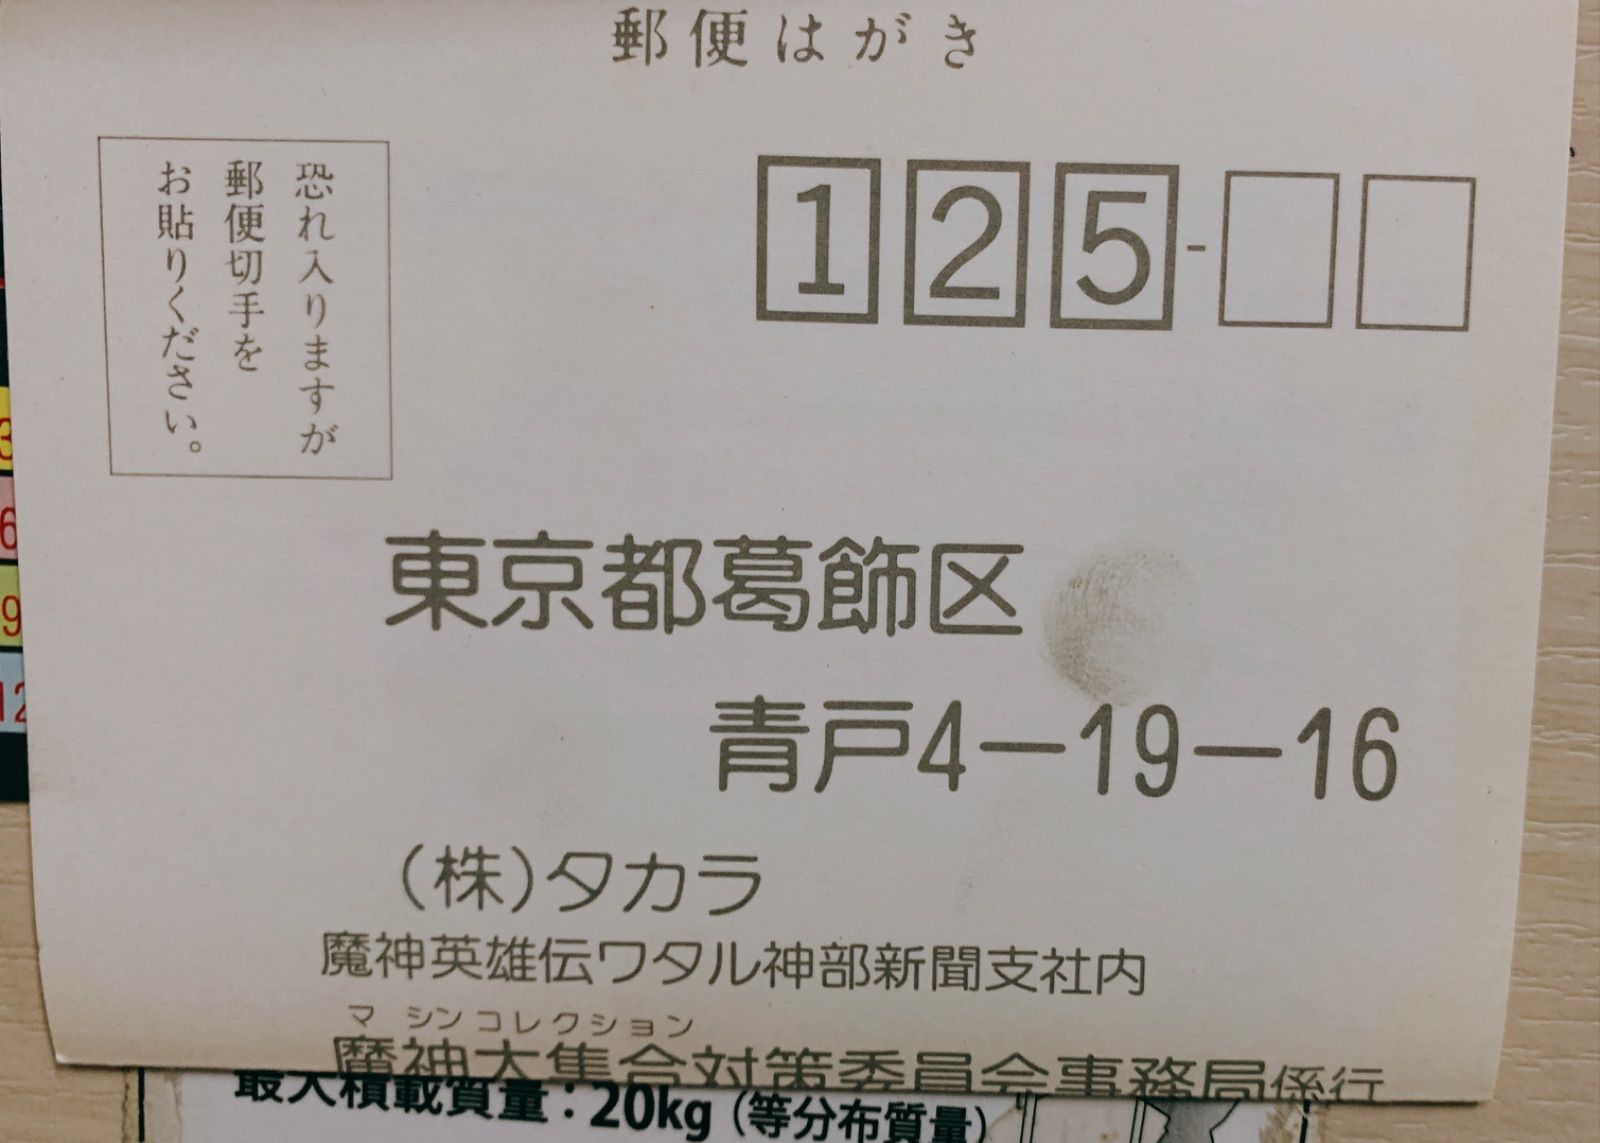 郵便はがき
恐れ入りますが
郵便切手を
お貼りください。
125-
東京都葛飾区
青戸4-19-16
(株)タカラ
魔神英雄伝ワタル神部新聞支社内
マシンコレクション
魔神大集合対策委員会事務局係行
最大積載質量：20kg（等分布質量）
3
6
9
12